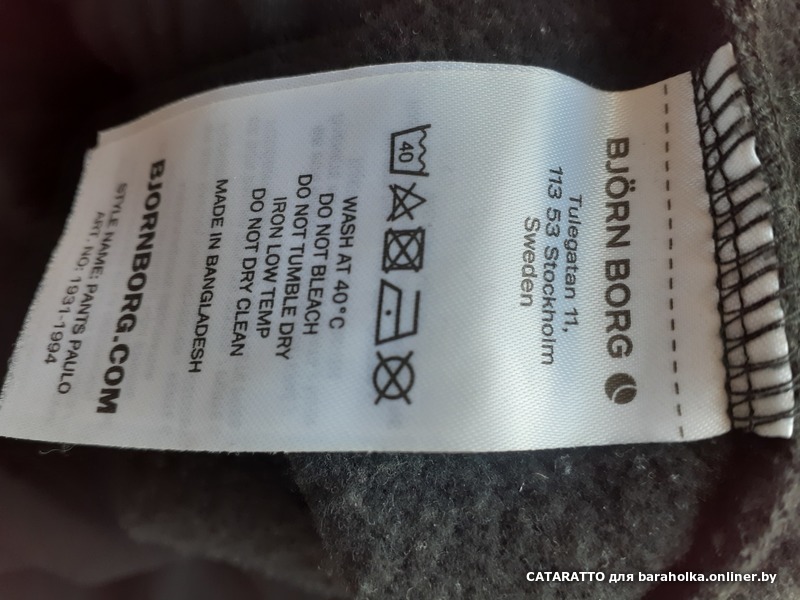 BJÖRN BORG
Tulegatan 11,
113 53 Stockholm
Sweden
40
WASH AT 40°C
DO NOT BLEACH
DO NOT TUMBLE DRY
IRON LOW TEMP
DO NOT DRY CLEAN
MADE IN BANGLADESH
BJORNBORG.COM
STYLE NAME: PANTS PAULO
ART. NO: 1931-1994
CATARATTO для baraholka.onliner.by